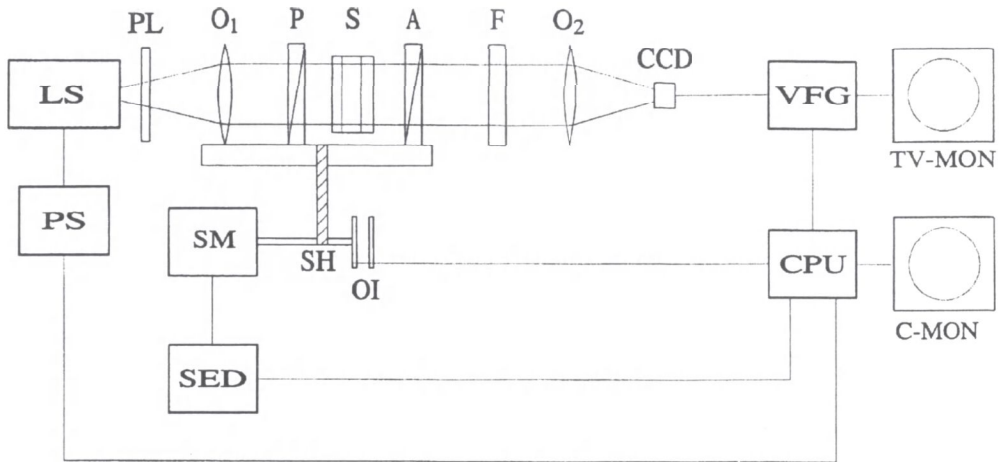 PL O₁ P S A F O₂
CCD
LS VFG
TV-MON
PS
SM
SH
OI
CPU
C-MON
SED